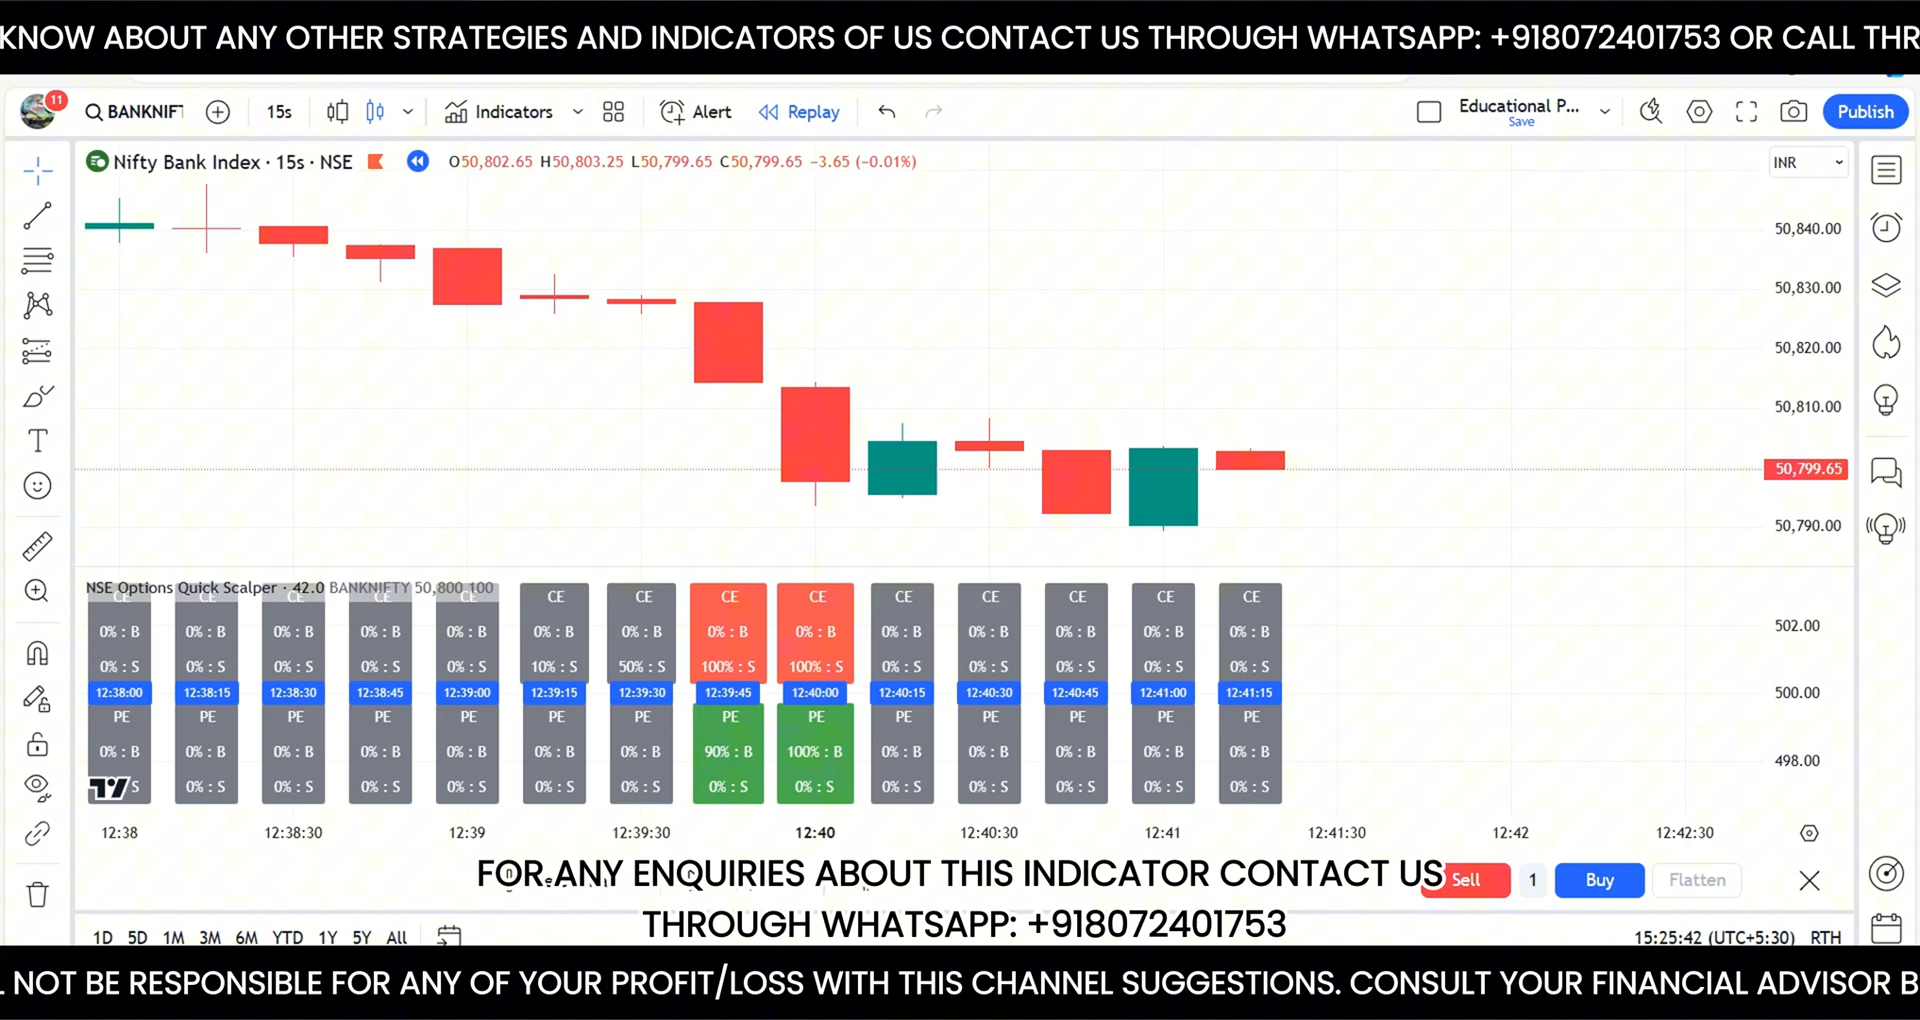 KNOW ABOUT ANY OTHER STRATEGIES AND INDICATORS OF US CONTACT US THROUGH WHATSAPP: +918072401753 OR CALL THR
11
BANKNIFT
15s
Indicators
Alert
Replay
Educational P...
Save
Publish
Nifty Bank Index · 15s · NSE
O50,802.65 H50,803.25 L50,799.65 C50,799.65 −3.65 (−0.01%)
INR
50,840.00
50,830.00
50,820.00
50,810.00
50,799.65
50,790.00
NSE Options Quick Scalper · 42.0 BANKNIFTY 50,800 100
CE CE CE CE CE CE CE CE CE CE CE CE CE CE
0% : B 0% : B 0% : B 0% : B 0% : B 0% : B 0% : B 0% : B 0% : B 0% : B 0% : B 0% : B 0% : B 0% : B
502.00
0% : S 0% : S 0% : S 0% : S 0% : S 10% : S 50% : S 100% : S 100% : S 0% : S 0% : S 0% : S 0% : S 0% : S
12:38:00 12:38:15 12:38:30 12:38:45 12:39:00 12:39:15 12:39:30 12:39:45 12:40:00 12:40:15 12:40:30 12:40:45 12:41:00 12:41:15
500.00
PE PE PE PE PE PE PE PE PE PE PE PE PE PE
0% : B 0% : B 0% : B 0% : B 0% : B 0% : B 0% : B 90% : B 100% : B 0% : B 0% : B 0% : B 0% : B 0% : B
498.00
S 0% : S 0% : S 0% : S 0% : S 0% : S 0% : S 0% : S 0% : S 0% : S 0% : S 0% : S 0% : S 0% : S
12:38 12:38:30 12:39 12:39:30 12:40 12:40:30 12:41 12:41:30 12:42 12:42:30
FOR ANY ENQUIRIES ABOUT THIS INDICATOR CONTACT US
Sell 1 Buy Flatten
THROUGH WHATSAPP: +918072401753
1D 5D 1M 3M 6M YTD 1Y 5Y All
15:25:42 (UTC+5:30) RTH
NOT BE RESPONSIBLE FOR ANY OF YOUR PROFIT/LOSS WITH THIS CHANNEL SUGGESTIONS. CONSULT YOUR FINANCIAL ADVISOR B